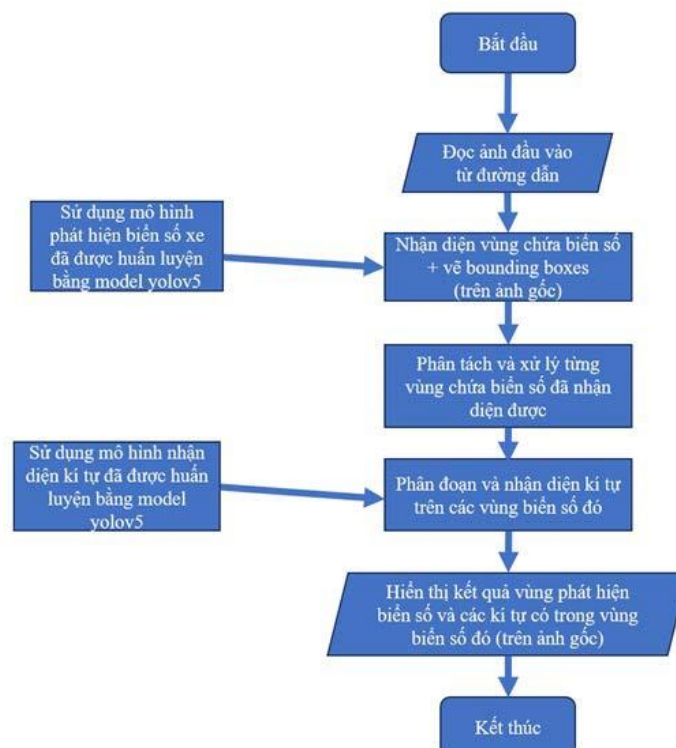 Bắt đầu
Đọc ảnh đầu vào
từ đường dẫn
Sử dụng mô hình
phát hiện biển số xe
đã được huấn luyện
bằng model yolov5
Nhận diện vùng chứa biển số
+ vẽ bounding boxes
(trên ảnh gốc)
Phân tách và xử lý từng
vùng chứa biển số đã nhận
diện được
Sử dụng mô hình nhận
diện kí tự đã được huấn
luyện bằng model
yolov5
Phân đoạn và nhận diện kí tự
trên các vùng biển số đó
Hiển thị kết quả vùng phát hiện
biển số và các kí tự có trong vùng
biển số đó (trên ảnh gốc)
Kết thúc